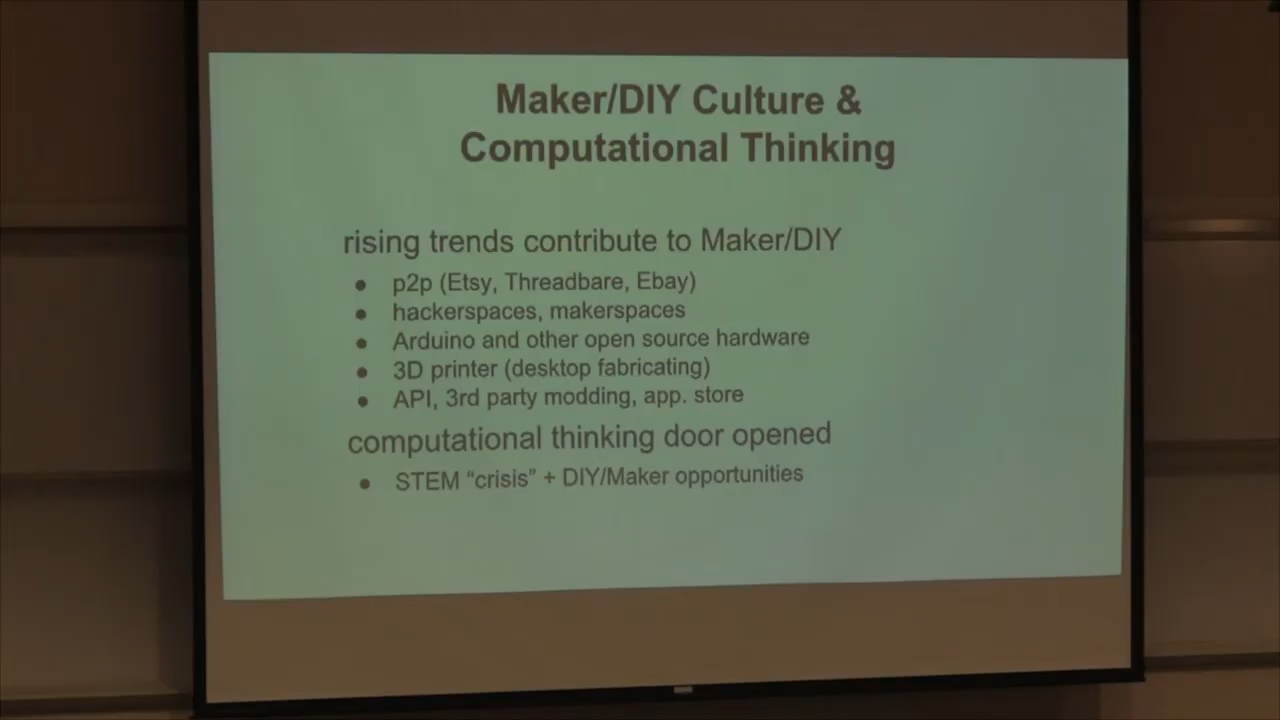 Maker/DIY Culture &
Computational Thinking
rising trends contribute to Maker/DIY
● p2p (Etsy, Threadbare, Ebay)
● hackerspaces, makerspaces
● Arduino and other open source hardware
● 3D printer (desktop fabricating)
● API, 3rd party modding, app. store
computational thinking door opened
● STEM “crisis” + DIY/Maker opportunities